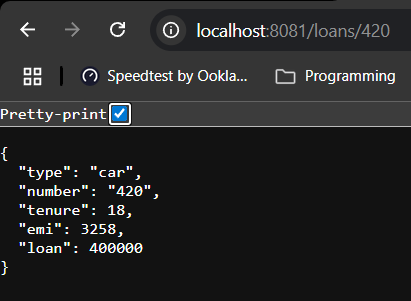 localhost:8081/loans/420
Speedtest by Ookla...
Programming
Pretty-print
{
  "type": "car",
  "number": "420",
  "tenure": 18,
  "emi": 3258,
  "loan": 400000
}